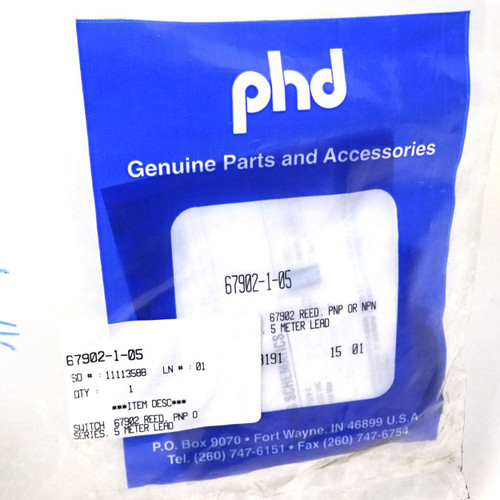 phd
Genuine Parts and Accessories
67902-1-05
67902 REED. PNP OR NPN
. 5 METER LEAD
3191 15 01
SCHEMATICS
67902-1-05
SO # : 11113588 LN # : 01
QTY : 1
***ITEM DESC***
SWITCH 67902 REED. PNP O
SERIES. 5 METER LEAD
P.O. Box 9070 • Fort Wayne, IN 46899 U.S.A.
Tel. (260) 747-6151 • Fax (260) 747-6754